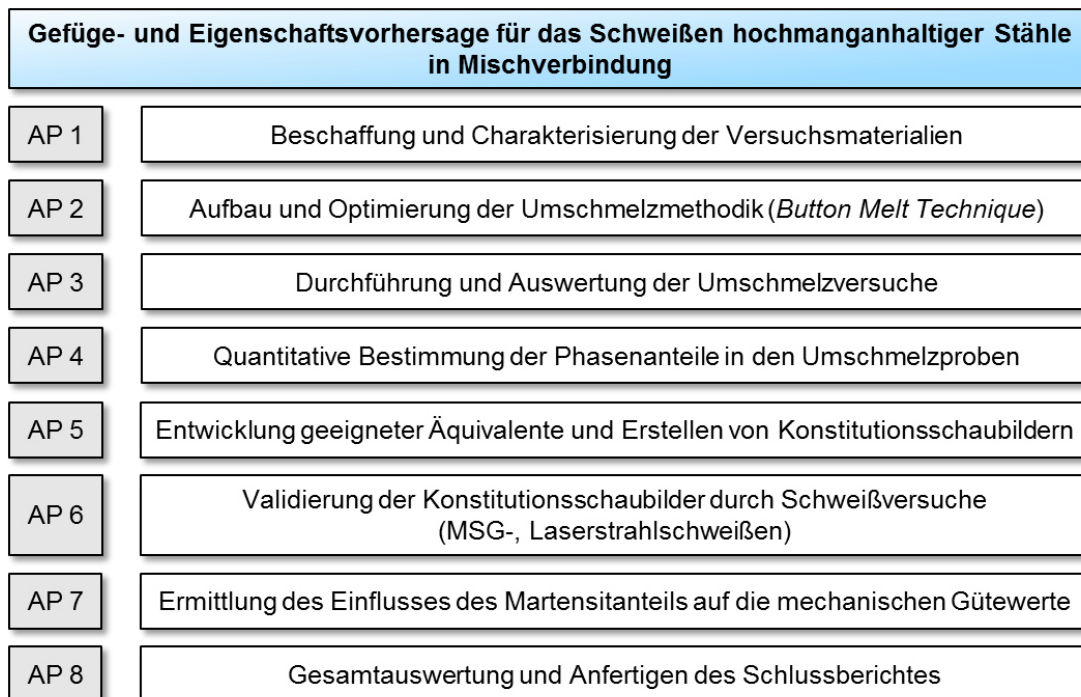 Gefüge- und Eigenschaftsvorhersage für das Schweißen hochmanganhaltiger Stähle
in Mischverbindung
AP 1
Beschaffung und Charakterisierung der Versuchsmaterialien
AP 2
Aufbau und Optimierung der Umschmelzmethodik (Button Melt Technique)
AP 3
Durchführung und Auswertung der Umschmelzversuche
AP 4
Quantitative Bestimmung der Phasenanteile in den Umschmelzproben
AP 5
Entwicklung geeigneter Äquivalente und Erstellen von Konstitutionsschaubildern
AP 6
Validierung der Konstitutionsschaubilder durch Schweißversuche
(MSG-, Laserstrahlschweißen)
AP 7
Ermittlung des Einflusses des Martensitanteils auf die mechanischen Gütewerte
AP 8
Gesamtauswertung und Anfertigen des Schlussberichtes